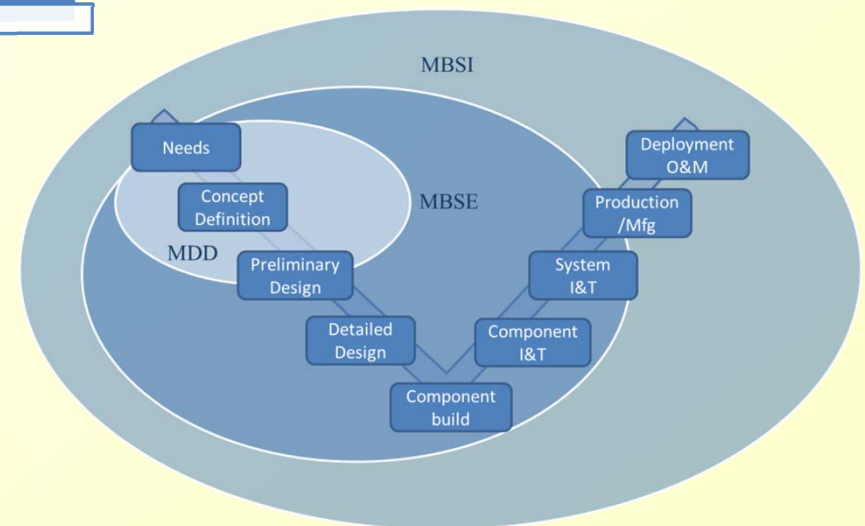 MBSI
Needs
Deployment
O&M
Concept
Definition
MBSE
Production
/Mfg
MDD
Preliminary
Design
System
I&T
Detailed
Design
Component
I&T
Component
build